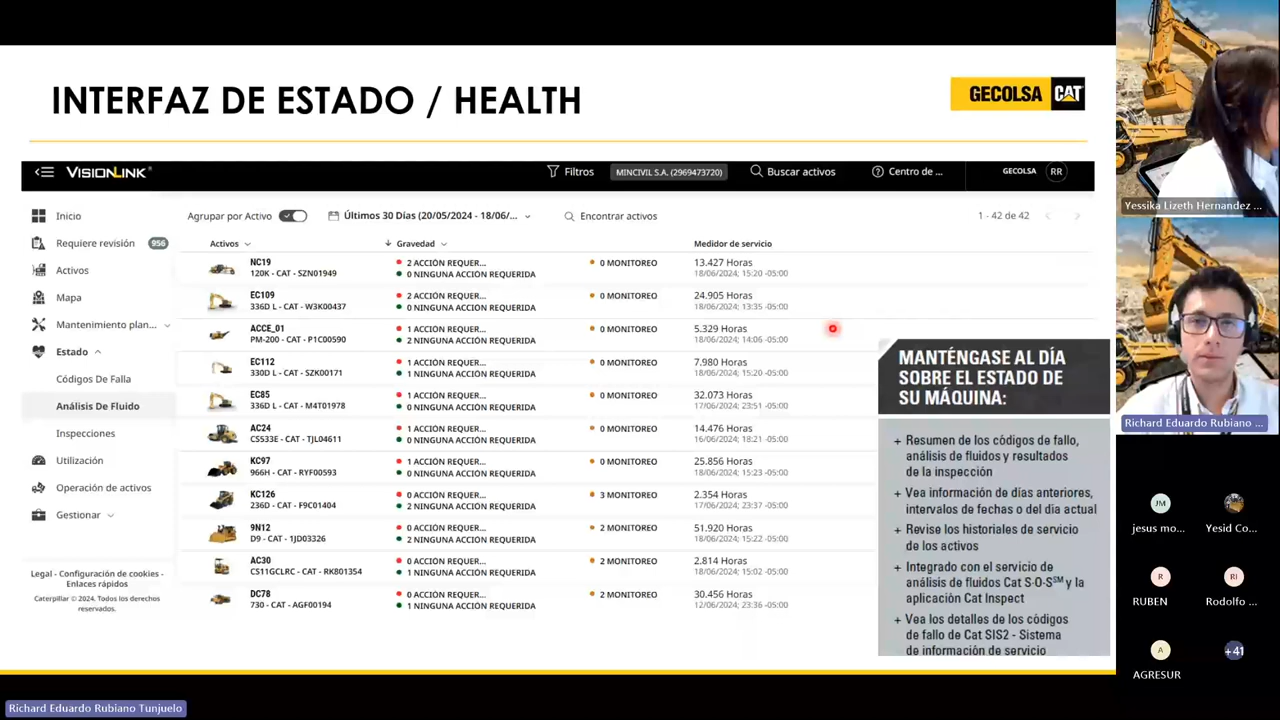 INTERFAZ DE ESTADO / HEALTH
GECOLSA CAT
VISIONLINK®
Filtros
MINCIVIL S.A. (2969473720)
Buscar activos
Centro de ...
GECOLSA
RR
Inicio
Requiere revisión 956
Activos
Mapa
Mantenimiento plan...
Estado
Códigos De Falla
Análisis De Fluido
Inspecciones
Utilización
Operación de activos
Gestionar
Legal - Configuración de cookies -
Enlaces rápidos
Caterpillar © 2024. Todos los derechos
reservados.
Agrupar por Activo
Últimos 30 Días (20/05/2024 - 18/06/...
Encontrar activos
1 - 42 de 42
Activos Gravedad Medidor de servicio
NC19 2 ACCIÓN REQUER... 0 MONITOREO 13.427 Horas
120K - CAT - SZN01949 0 NINGUNA ACCIÓN REQUERIDA 18/06/2024; 15:20 -05:00
EC109 2 ACCIÓN REQUER... 0 MONITOREO 24.905 Horas
336D L - CAT - W3K00437 0 NINGUNA ACCIÓN REQUERIDA 18/06/2024; 13:35 -05:00
ACCE_01 1 ACCIÓN REQUER... 0 MONITOREO 5.329 Horas
PM-200 - CAT - P1C00590 2 NINGUNA ACCIÓN REQUERIDA 18/06/2024; 14:06 -05:00
EC112 1 ACCIÓN REQUER... 0 MONITOREO 7.980 Horas
330D L - CAT - SZK00171 1 NINGUNA ACCIÓN REQUERIDA 18/06/2024; 15:20 -05:00
EC85 1 ACCIÓN REQUER... 0 MONITOREO 32.073 Horas
336D L - CAT - M4T01978 0 NINGUNA ACCIÓN REQUERIDA 17/06/2024; 23:51 -05:00
AC24 1 ACCIÓN REQUER... 0 MONITOREO 14.476 Horas
CS533E - CAT - TJL04611 0 NINGUNA ACCIÓN REQUERIDA 16/06/2024; 18:21 -05:00
KC97 1 ACCIÓN REQUER... 0 MONITOREO 25.856 Horas
966H - CAT - RYF00593 0 NINGUNA ACCIÓN REQUERIDA 18/06/2024; 15:23 -05:00
KC126 0 ACCIÓN REQUER... 3 MONITOREO 2.354 Horas
236D - CAT - F9C01404 2 NINGUNA ACCIÓN REQUERIDA 17/06/2024; 23:37 -05:00
9N12 0 ACCIÓN REQUER... 2 MONITOREO 51.920 Horas
D9 - CAT - 1JD03326 2 NINGUNA ACCIÓN REQUERIDA 18/06/2024; 15:22 -05:00
AC30 0 ACCIÓN REQUER... 2 MONITOREO 2.814 Horas
CS11GCLRC - CAT - RK801354 1 NINGUNA ACCIÓN REQUERIDA 18/06/2024; 15:02 -05:00
DC78 0 ACCIÓN REQUER... 2 MONITOREO 30.456 Horas
730 - CAT - AGF00194 1 NINGUNA ACCIÓN REQUERIDA 12/06/2024; 23:36 -05:00
MANTÉNGASE AL DÍA
SOBRE EL ESTADO DE
SU MÁQUINA:
+ Resumen de los códigos de fallo,
análisis de fluidos y resultados
de la inspección
+ Vea información de días anteriores,
intervalos de fechas o del día actual
+ Revise los historiales de servicio
de los activos
+ Integrado con el servicio de
análisis de fluidos Cat S·O·S℠ y la
aplicación Cat Inspect
+ Vea los detalles de los códigos
de fallo de Cat SIS2 - Sistema
de información de servicio
Yessika Lizeth Hernandez ...
Richard Eduardo Rubiano ...
JM
jesus mo...
Yesid Co...
R
RUBEN
RI
Rodolfo ...
A
AGRESUR
+41
Richard Eduardo Rubiano Tunjuelo